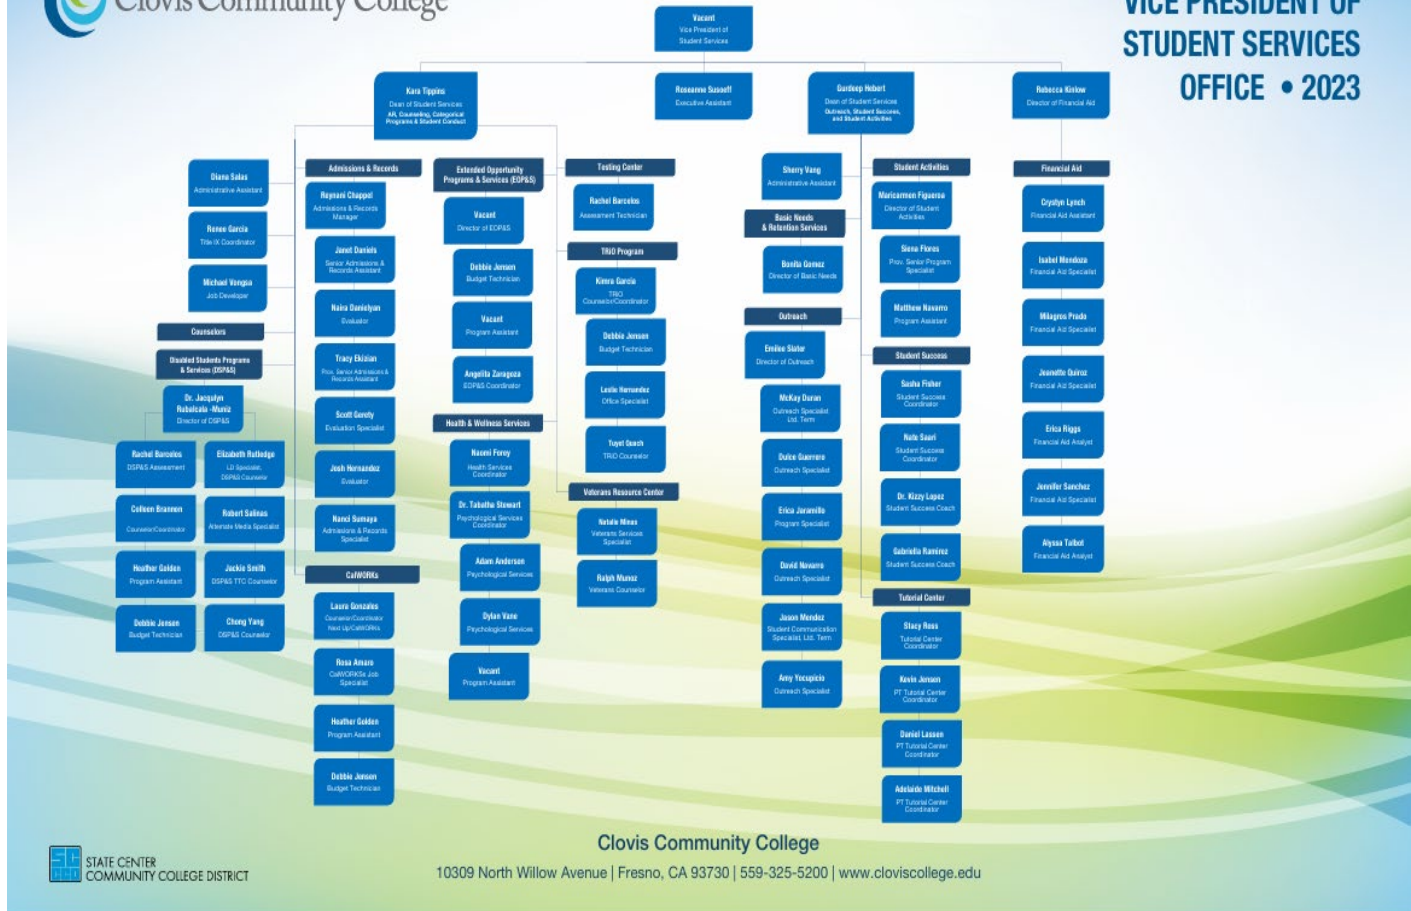 Clovis Community College
VICE PRESIDENT OF
STUDENT SERVICES
OFFICE • 2023
Vacant
Vice President of
Student Services
Kara Tippins
Dean of Student Services
AR, Counseling, Categorical
Programs & Student Conduct
Roseanne Susoeff
Executive Assistant
Gurdeep Hebert
Dean of Student Services
Outreach, Student Success,
and Student Activities
Rebecca Kinlow
Director of Financial Aid
Diana Salas
Administrative Assistant
Renee Garcia
Title IX Coordinator
Michael Vongsa
Job Developer
Counselors
Disabled Students Programs
& Services (DSP&S)
Dr. Jacqulyn
Rubalcaba -Muniz
Director of DSP&S
Rachel Barcelos
DSP&S Assessment
Colleen Brannon
Counselor/Coordinator
Heather Golden
Program Assistant
Debbie Jensen
Budget Technician
Elizabeth Rutledge
LD Specialist,
DSP&S Counselor
Robert Salinas
Alternate Media Specialist
Jackie Smith
DSP&S TTC Counselor
Chong Yang
DSP&S Counselor
Admissions & Records
Reynani Chappel
Admissions & Records
Manager
Janet Daniels
Senior Admissions &
Records Assistant
Naira Danielyan
Evaluator
Tracy Ekizian
Prov. Senior Admissions &
Records Assistant
Scott Gerety
Evaluation Specialist
Josh Hernandez
Evaluator
Nanci Sumaya
Admissions & Records
Specialist
CalWORKs
Laura Gonzales
Counselor/Coordinator
Next Up/CalWORKs
Rosa Amaro
CalWORKSs Job
Specialist
Heather Golden
Program Assistant
Debbie Jensen
Budget Technician
Extended Opportunity
Programs & Services (EOP&S)
Vacant
Director of EOP&S
Debbie Jensen
Budget Technician
Vacant
Program Assistant
Angelita Zaragoza
EOP&S Coordinator
Health & Wellness Services
Naomi Forey
Health Services
Coordinator
Dr. Tabatha Stewart
Psychological Services
Coordinator
Adam Andersen
Psychological Services
Dylan Vane
Psychological Services
Vacant
Program Assistant
Testing Center
Rachel Barcelos
Assessment Technician
TRiO Program
Kimra Garcia
TRiO
Counselor/Coordinator
Debbie Jensen
Budget Technician
Leslie Hernandez
Office Specialist
Tuyet Quach
TRiO Counselor
Veterans Resource Center
Natalie Minus
Veterans Services
Specialist
Ralph Munoz
Veterans Counselor
Sherry Vang
Administrative Assistant
Basic Needs
& Retention Services
Bonita Gomez
Director of Basic Needs
Outreach
Emilee Slater
Director of Outreach
McKay Duran
Outreach Specialist
Ltd. Term
Dulce Guerrero
Outreach Specialist
Erica Jaramillo
Program Specialist
David Navarro
Outreach Specialist
Jason Mendez
Student Communication
Specialist, Ltd. Term
Amy Yocupicio
Outreach Specialist
Student Activities
Maricarmen Figueroa
Director of Student
Activities
Siena Flores
Prov. Senior Program
Specialist
Matthew Navarro
Program Assistant
Student Success
Sasha Fisher
Student Success
Coordinator
Nate Saari
Student Success
Coordinator
Dr. Kizzy Lopez
Student Success Coach
Gabriella Ramirez
Student Success Coach
Tutorial Center
Stacy Ross
Tutorial Center
Coordinator
Kevin Jensen
PT Tutorial Center
Coordinator
Daniel Lassen
PT Tutorial Center
Coordinator
Adelaide Mitchell
PT Tutorial Center
Coordinator
Financial Aid
Crystyn Lynch
Financial Aid Assistant
Isabel Mendoza
Financial Aid Specialist
Milagros Prado
Financial Aid Specialist
Jeanette Quiroz
Financial Aid Specialist
Erica Riggs
Financial Aid Analyst
Jennifer Sanchez
Financial Aid Specialist
Alyssa Talbot
Financial Aid Analyst
SCCCD
STATE CENTER
COMMUNITY COLLEGE DISTRICT
Clovis Community College
10309 North Willow Avenue | Fresno, CA 93730 | 559-325-5200 | www.cloviscollege.edu